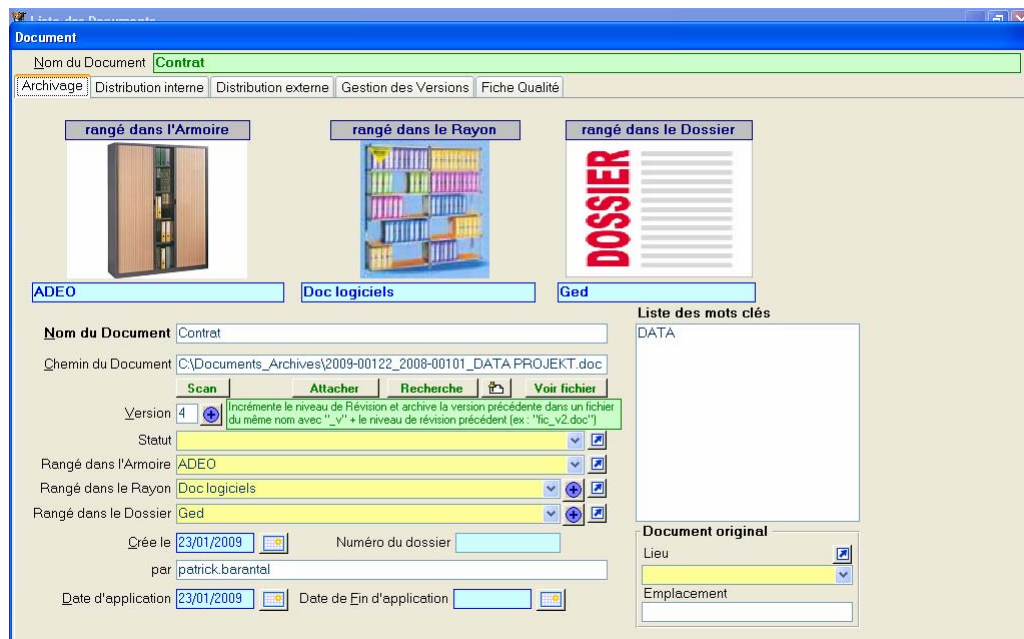 Liste des Documents
Document
Nom du Document Contrat
Archivage Distribution interne Distribution externe Gestion des Versions Fiche Qualité
rangé dans l'Armoire rangé dans le Rayon rangé dans le Dossier
DOSSIER
ADEO Doc logiciels Ged
Liste des mots clés
Nom du Document Contrat DATA
Chemin du Document C:\Documents_Archives\2009-00122_2008-00101_DATA PROJEKT.doc
Scan Attacher Recherche Voir fichier
Version 4 Incrémente le niveau de Révision et archive la version précédente dans un fichier
du même nom avec "_v" + le niveau de révision précédent (ex : "fic_v2.doc")
Statut
Rangé dans l'Armoire ADEO
Rangé dans le Rayon Doc logiciels
Rangé dans le Dossier Ged
Document original
Crée le 23/01/2009 Numéro du dossier Lieu
par patrick.barantal
Date d'application 23/01/2009 Date de Fin d'application Emplacement